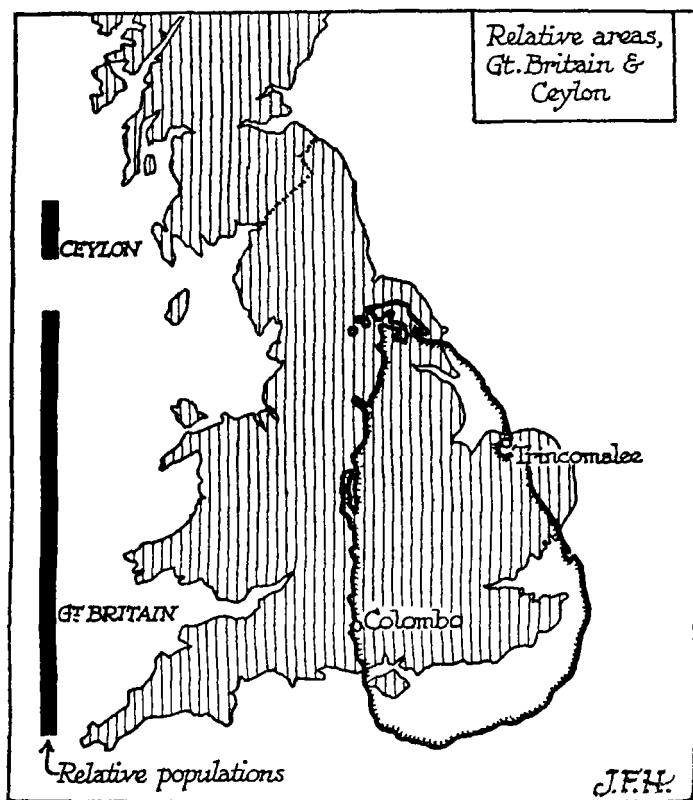 Relative areas,
Gt. Britain &
Ceylon
CEYLON
Trincomalee
Colombo
GT BRITAIN
Relative populations
J.F.H.